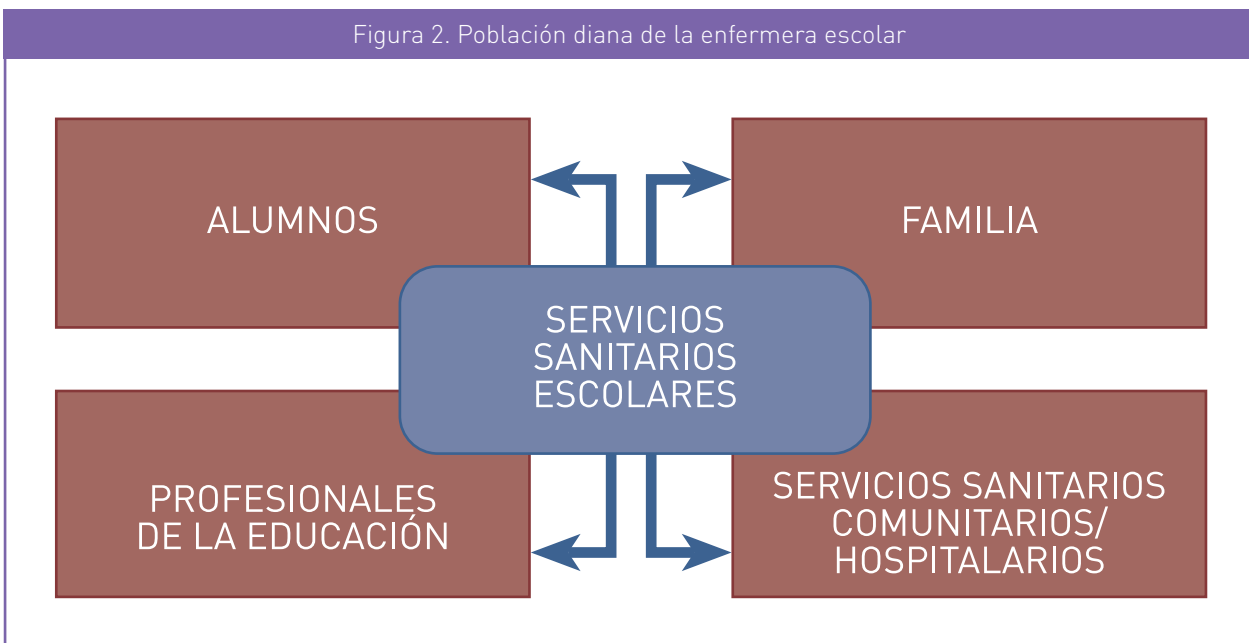 Figura 2. Población diana de la enfermera escolar
ALUMNOS
FAMILIA
SERVICIOS
SANITARIOS
ESCOLARES
PROFESIONALES
DE LA EDUCACIÓN
SERVICIOS SANITARIOS
COMUNITARIOS/
HOSPITALARIOS